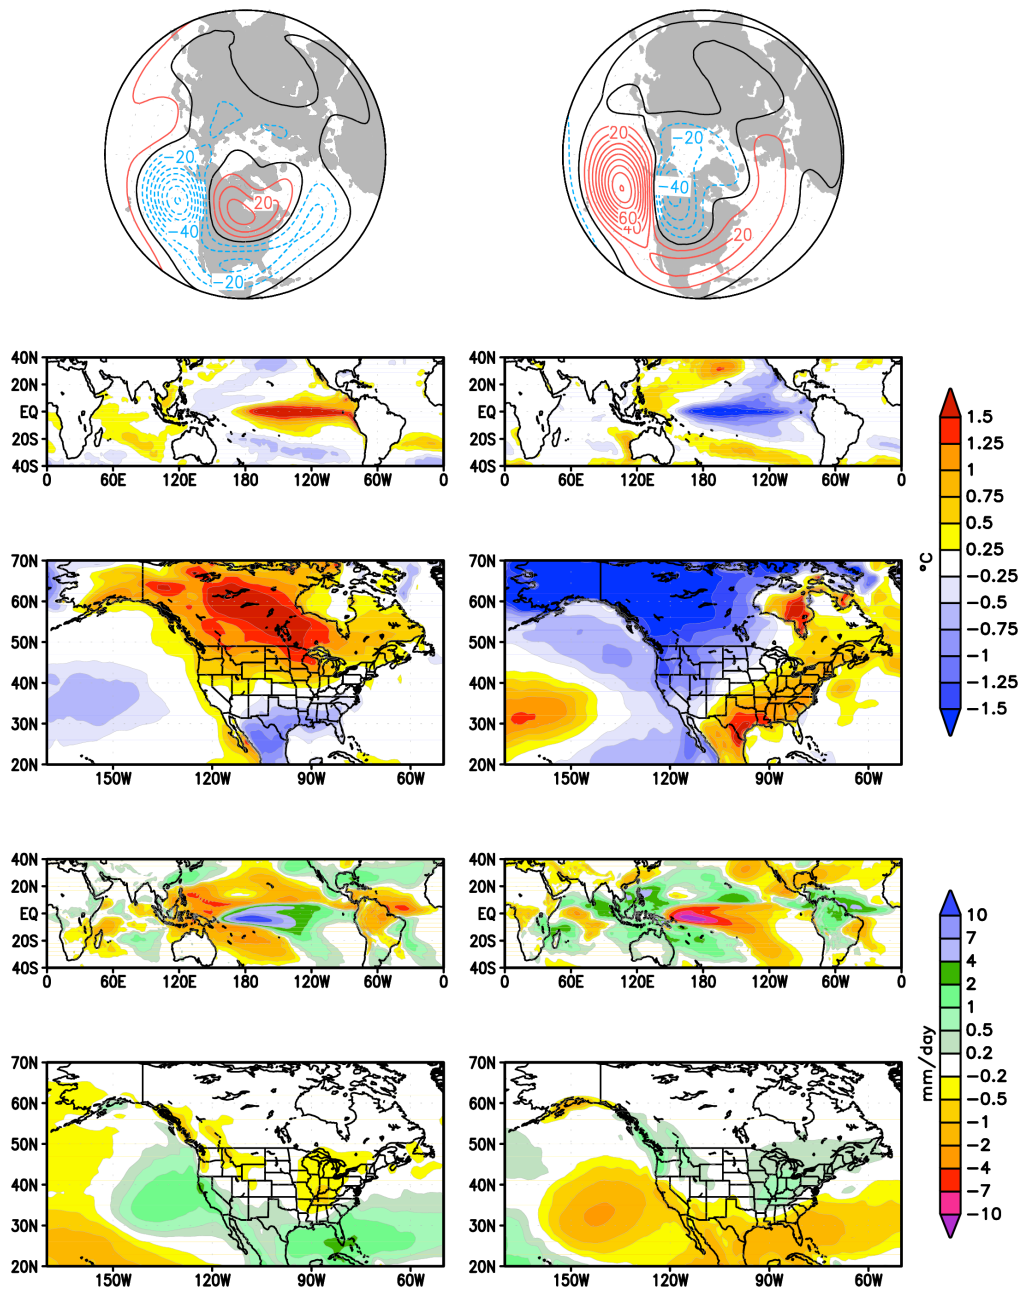 20
-20
-20
20
-40
-40
60
40
20
-20
40N 40N
20N 20N
EQ EQ
20S 20S
40S 40S
0 60E 120E 180 120W 60W 0 60E 120E 180 120W 60W 0
1.5
1.25
1
0.75
0.5
0.25
-0.25
-0.5
-0.75
-1
-1.25
-1.5
°C
70N 70N
60N 60N
50N 50N
40N 40N
30N 30N
20N 20N
150W 120W 90W 60W 150W 120W 90W 60W
40N 40N
20N 20N
EQ EQ
20S 20S
40S 40S
0 60E 120E 180 120W 60W 0 60E 120E 180 120W 60W 0
10
7
4
2
1
0.5
0.2
-0.2
-0.5
-1
-2
-4
-7
-10
mm/day
70N 70N
60N 60N
50N 50N
40N 40N
30N 30N
20N 20N
150W 120W 90W 60W 150W 120W 90W 60W